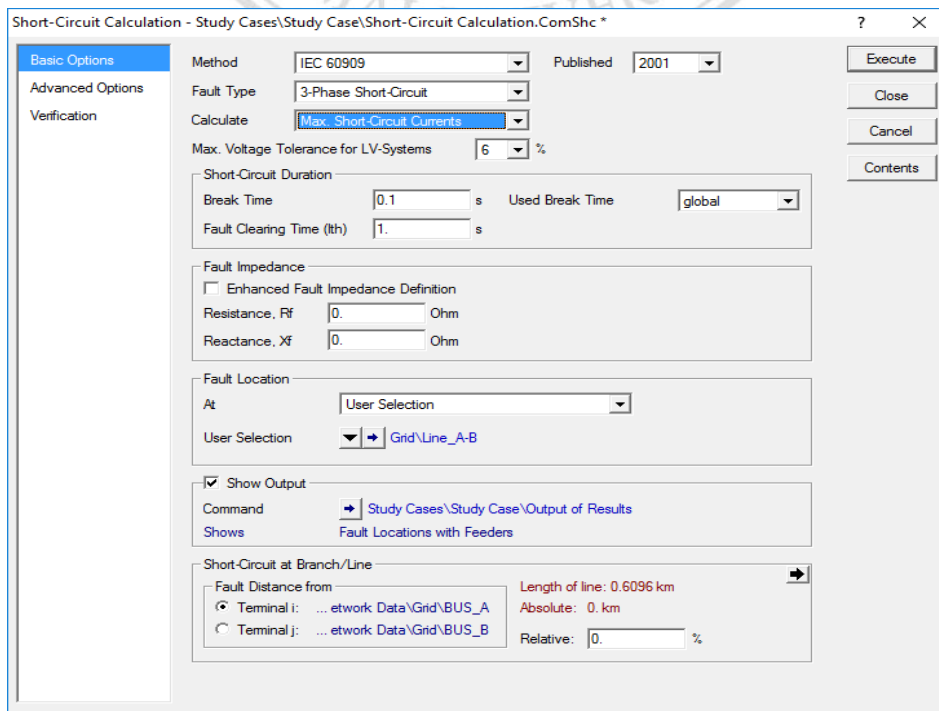 Short-Circuit Calculation - Study Cases\Study Case\Short-Circuit Calculation.ComShc * ? ×
Basic Options
Advanced Options
Verification
Method IEC 60909 Published 2001
Fault Type 3-Phase Short-Circuit
Calculate Max. Short-Circuit Currents
Max. Voltage Tolerance for LV-Systems 6 %
Short-Circuit Duration
Break Time 0.1 s Used Break Time global
Fault Clearing Time (Ith) 1. s
Fault Impedance
Enhanced Fault Impedance Definition
Resistance, Rf 0. Ohm
Reactance, Xf 0. Ohm
Fault Location
At User Selection
User Selection Grid\Line_A-B
Show Output
Command Study Cases\Study Case\Output of Results
Shows Fault Locations with Feeders
Short-Circuit at Branch/Line
Fault Distance from
Terminal i: ... etwork Data\Grid\BUS_A
Terminal j: ... etwork Data\Grid\BUS_B
Length of line: 0.6096 km
Absolute: 0. km
Relative: 0. %
Execute
Close
Cancel
Contents